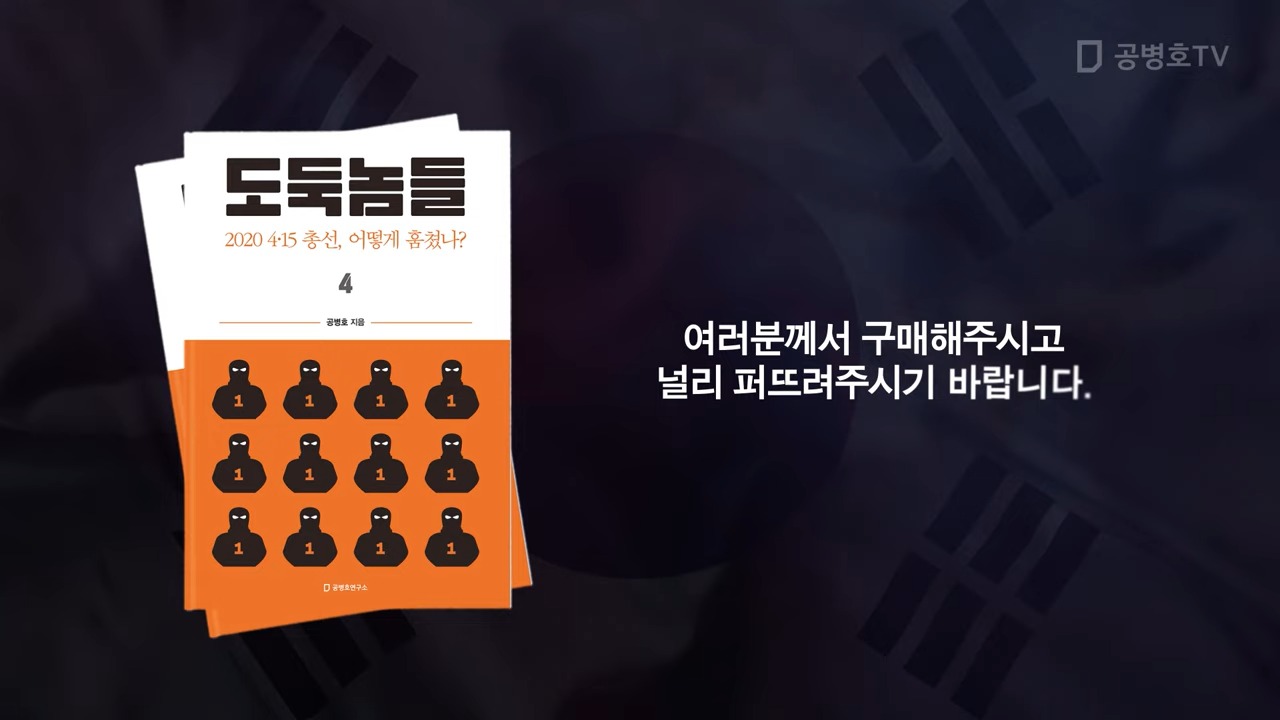 공병호TV
도둑놈들
2020 4·15 총선, 어떻게 훔쳤나?
4
공병호 지음
1 1 1 1
1 1 1 1
1 1 1 1
공병호연구소
여러분께서 구매해주시고
널리 퍼뜨려주시기 바랍니다.